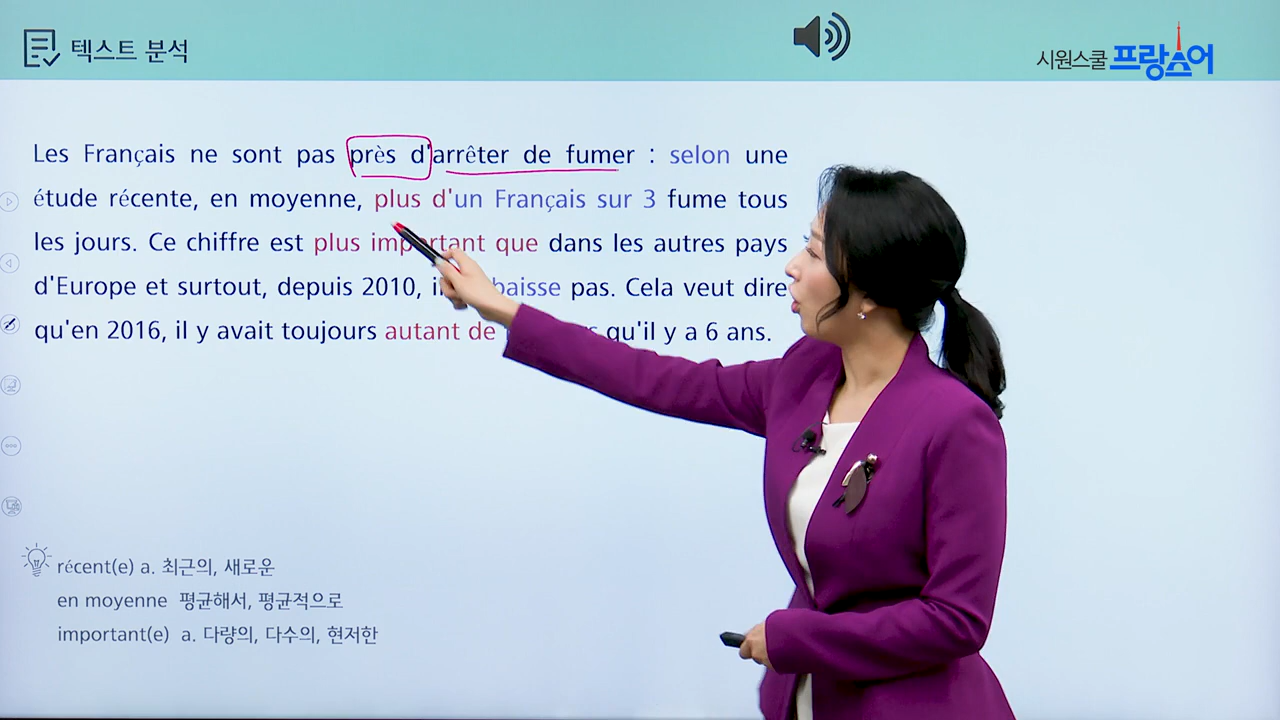 텍스트 분석
시원스쿨 프랑스어
Les Français ne sont pas près d'arrêter de fumer : selon une
étude récente, en moyenne, plus d'un Français sur 3 fume tous
les jours. Ce chiffre est plus important que dans les autres pays
d'Europe et surtout, depuis 2010, baisse pas. Cela veut dire
qu'en 2016, il y avait toujours autant de qu'il y a 6 ans.
récent(e) a. 최근의, 새로운
en moyenne 평균해서, 평균적으로
important(e) a. 다량의, 다수의, 현저한